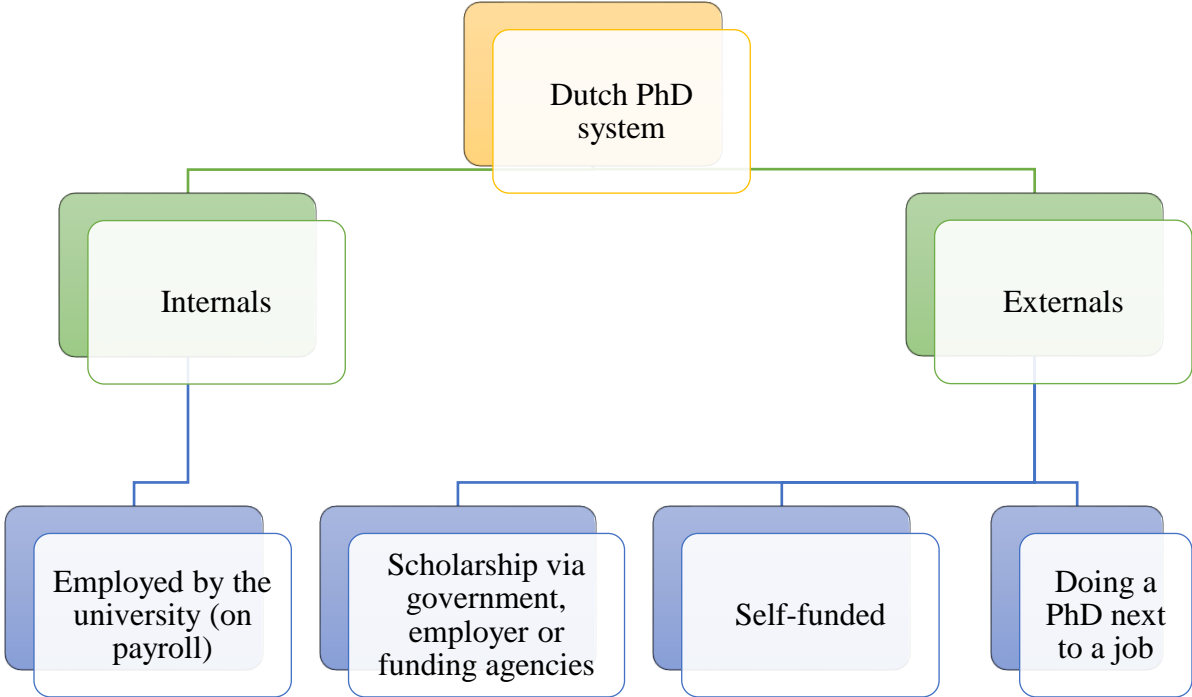 Dutch PhD
system
Internals
Externals
Employed by the
university (on
payroll)
Scholarship via
government,
employer or
funding agencies
Self-funded
Doing a
PhD next
to a job